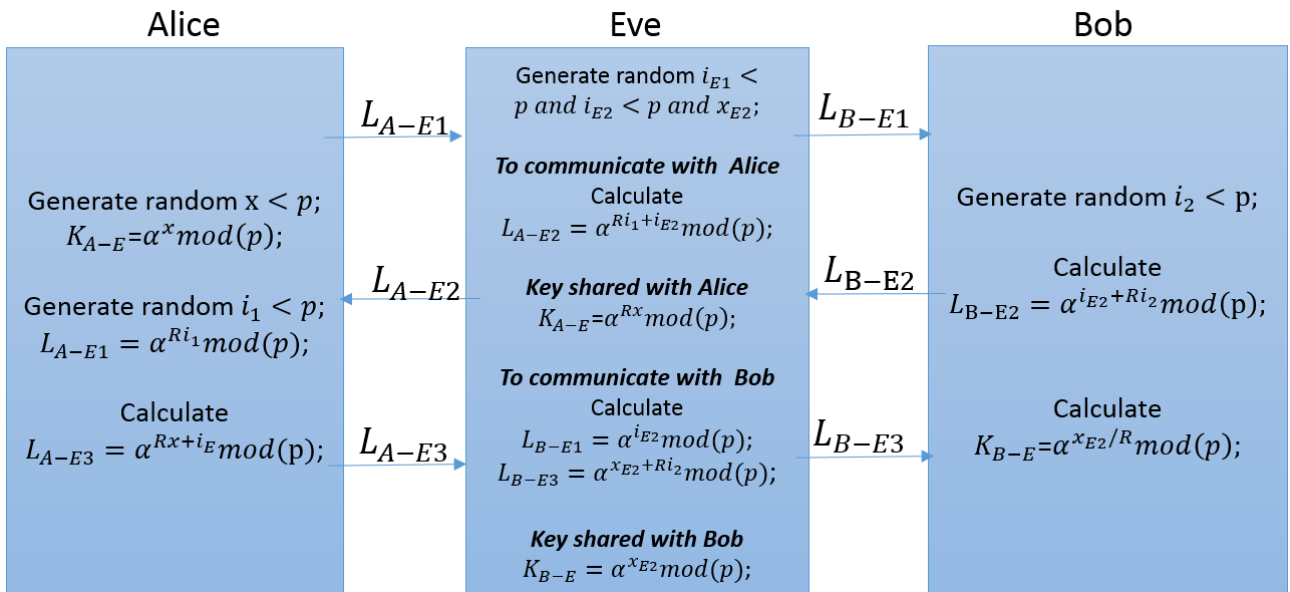 Alice
Eve
Bob
Generate random i_{E1} <
p and i_{E2} < p and x_{E2};
L_{A−E1}
L_{B−E1}
To communicate with Alice
Calculate
L_{A−E2} = α^{Ri_1+i_{E2}}mod(p);
Generate random x < p;
K_{A−E}=α^x mod(p);
Generate random i_2 < p;
L_{A−E2}
L_{B−E2}
Key shared with Alice
K_{A−E}=α^{Rx}mod(p);
Calculate
L_{B−E2} = α^{i_{E2}+Ri_2}mod(p);
Generate random i_1 < p;
L_{A−E1} = α^{Ri_1}mod(p);
To communicate with Bob
Calculate
L_{B−E1} = α^{i_{E2}}mod(p);
L_{B−E3} = α^{x_{E2}+Ri_2}mod(p);
Calculate
L_{A−E3} = α^{Rx+i_E}mod(p);
L_{A−E3}
L_{B−E3}
Calculate
K_{B−E}=α^{x_{E2}/R}mod(p);
Key shared with Bob
K_{B−E} = α^{x_{E2}}mod(p);